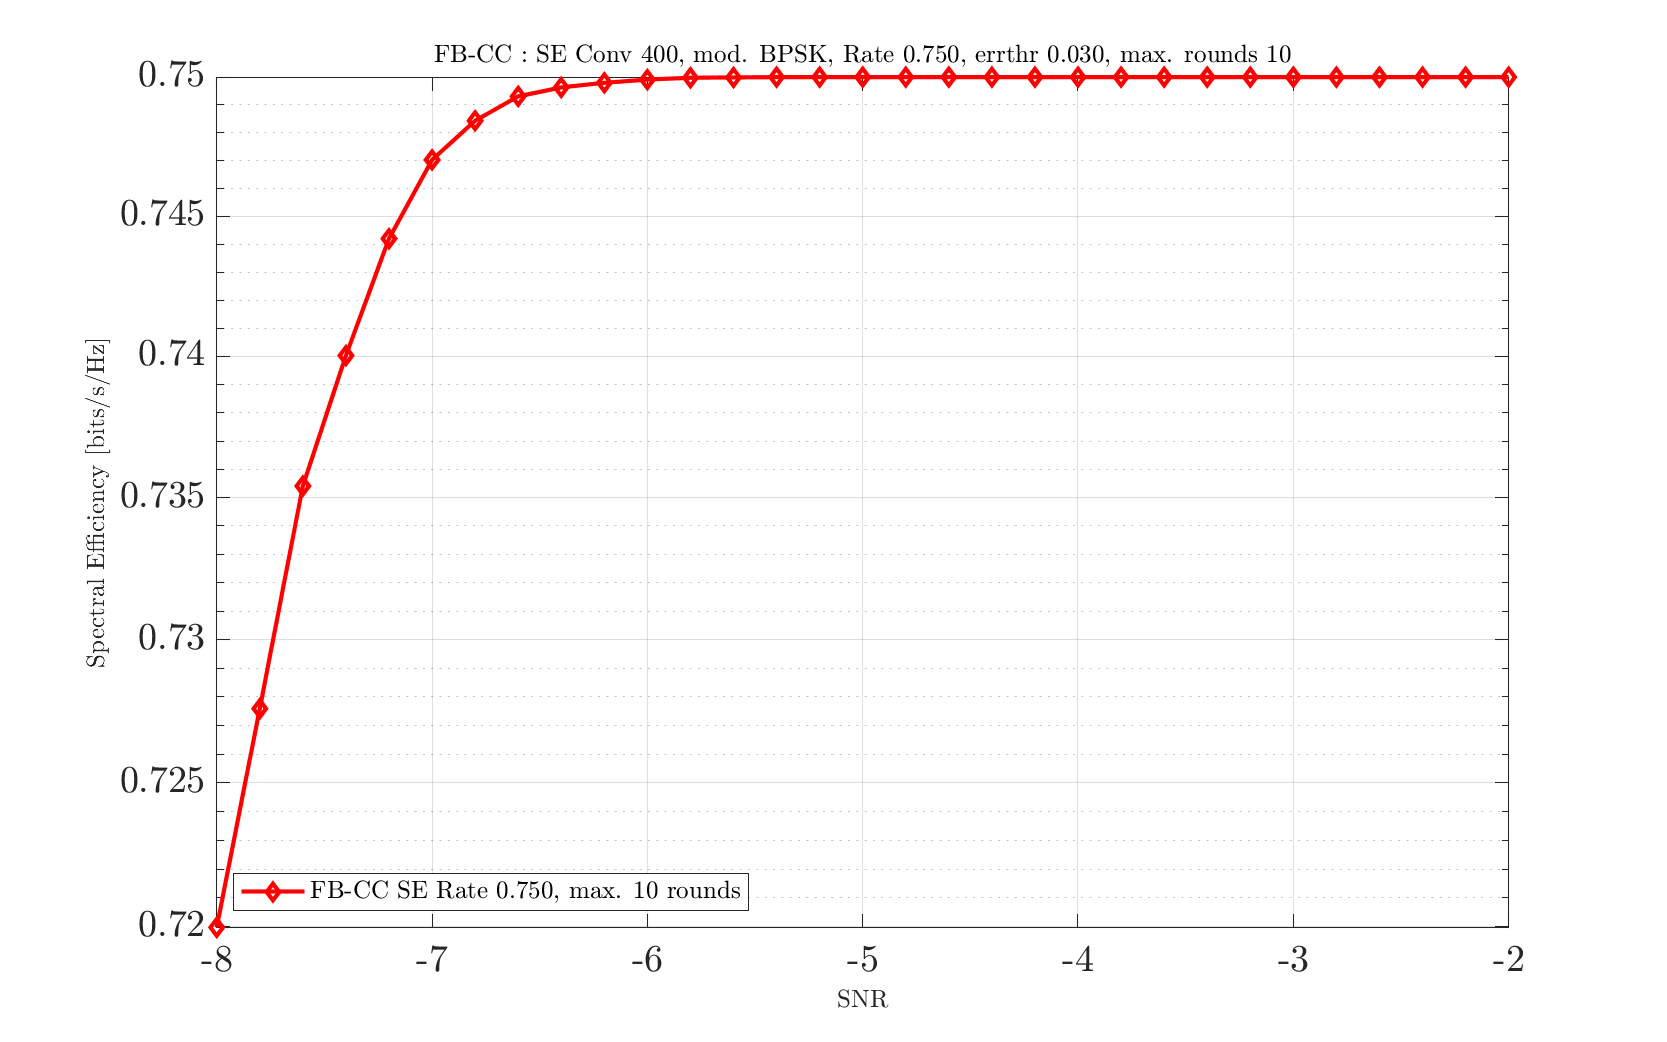 FB-CC : SE Conv 400, mod. BPSK, Rate 0.750, errthr 0.030, max. rounds 10
0.75
0.745
0.74
0.735
0.73
0.725
0.72
Spectral Efficiency [bits/s/Hz]
FB-CC SE Rate 0.750, max. 10 rounds
-8 -7 -6 -5 -4 -3 -2
SNR